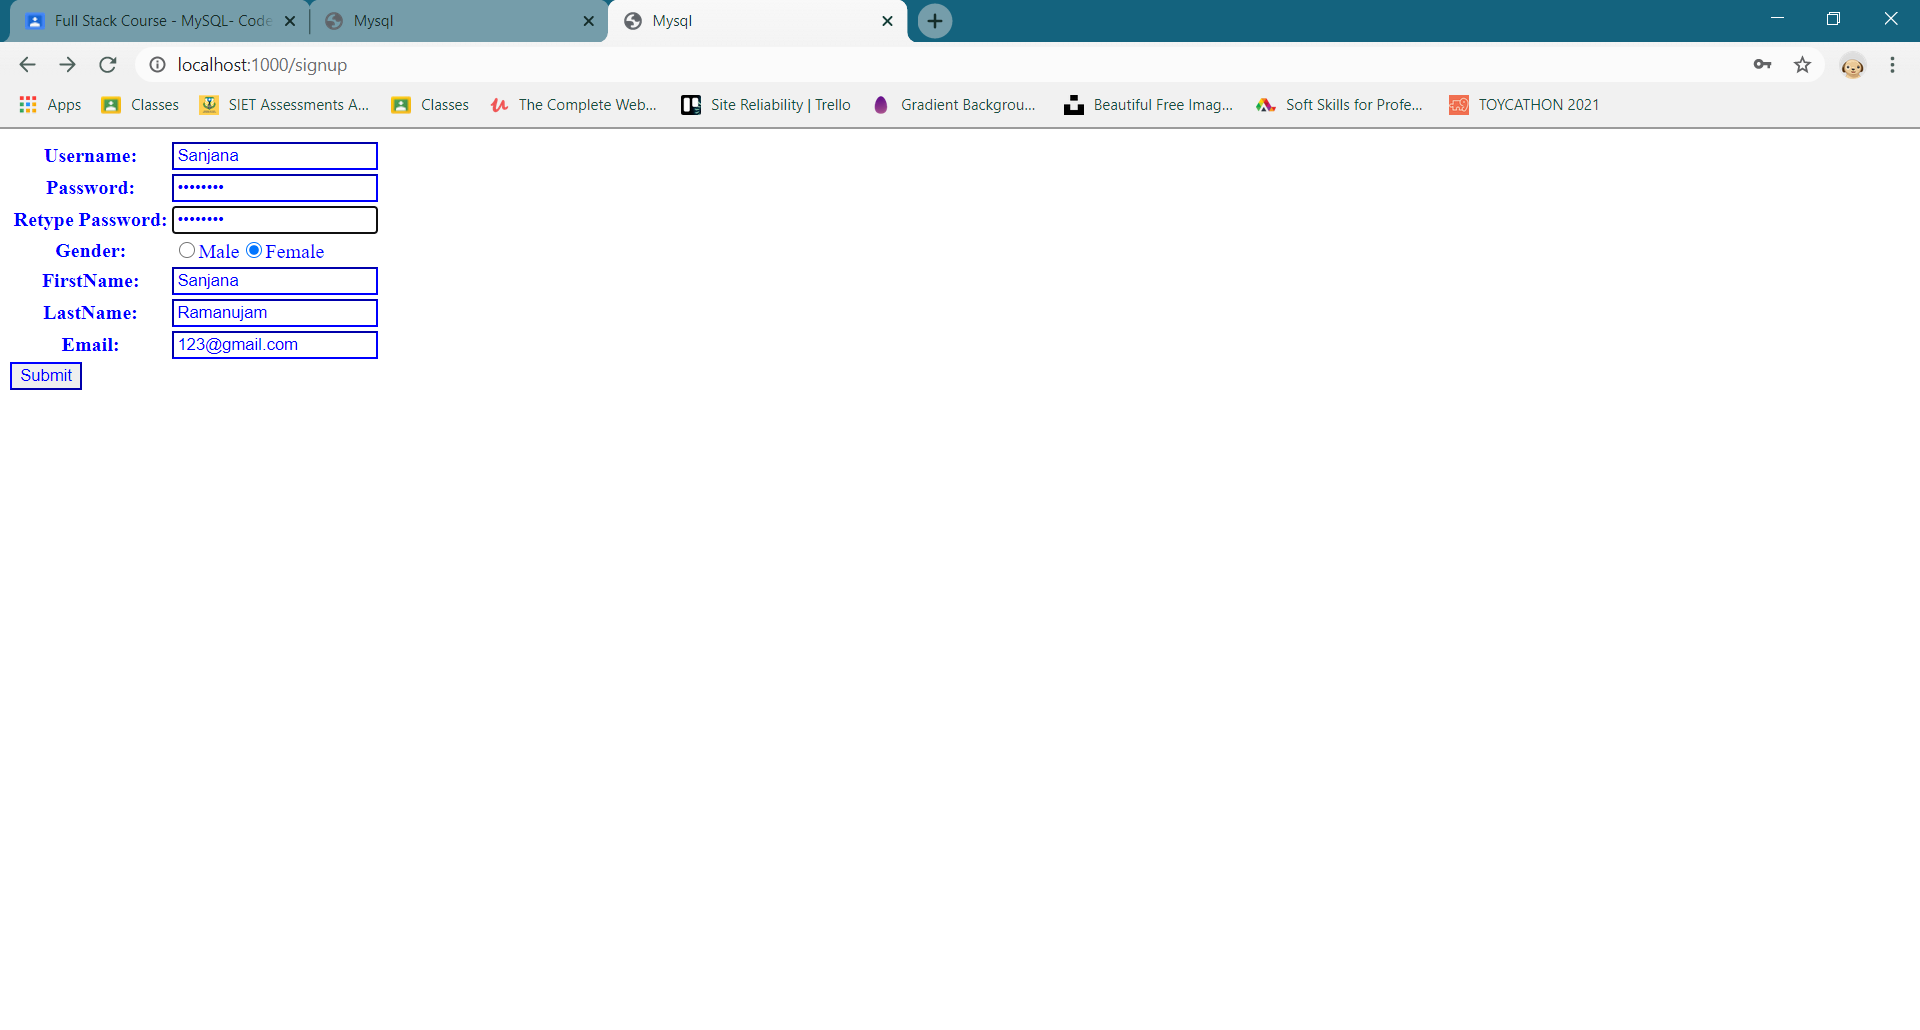 Full Stack Course - MySQL- Code
Mysql
Mysql
localhost:1000/signup
Apps
Classes
SIET Assessments A...
Classes
The Complete Web...
Site Reliability | Trello
Gradient Backgrou...
Beautiful Free Imag...
Soft Skills for Profe...
TOYCATHON 2021
Username: Sanjana
Password: ••••••••
Retype Password: ••••••••
Gender: Male Female
FirstName: Sanjana
LastName: Ramanujam
Email: 123@gmail.com
Submit